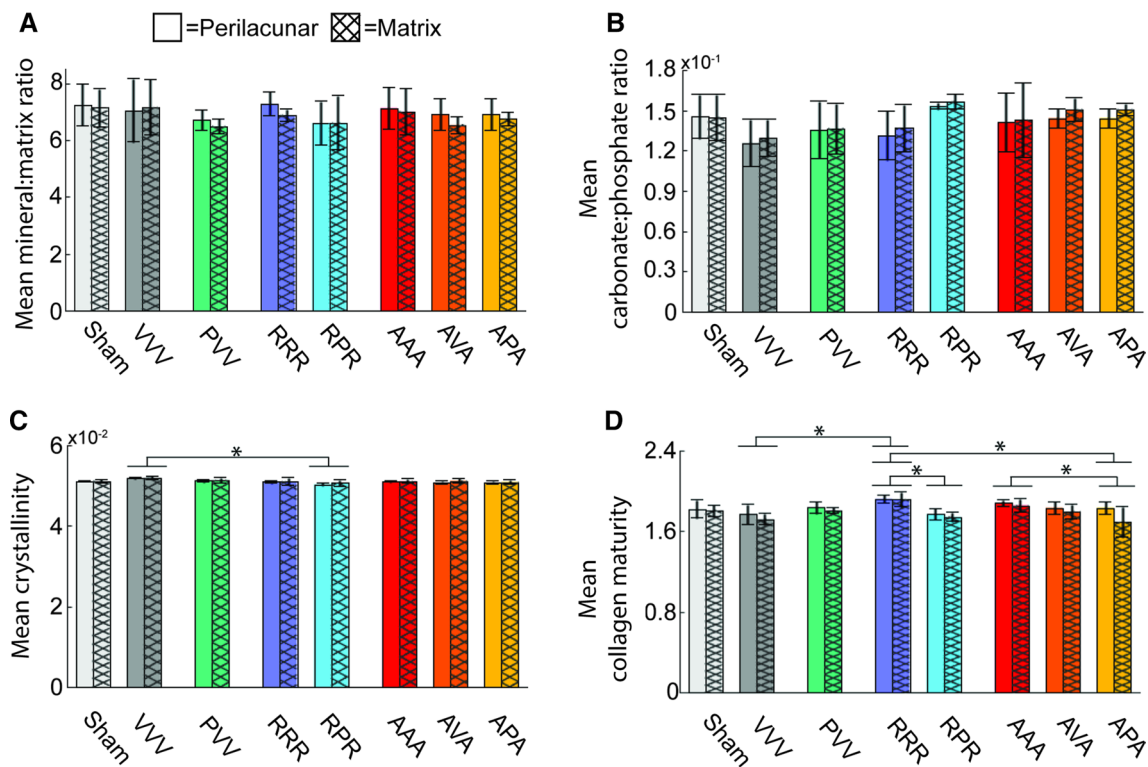 A
=Perilacunar =Matrix
Mean mineral:matrix ratio
8
6
4
2
0
Sham VVV PVV RRR RPR AAA AVA APA
B
x10⁻¹
Mean
carbonate:phosphate ratio
1.8
1.5
1.2
0.9
0.6
0.3
0
Sham VVV PVV RRR RPR AAA AVA APA
C
x10⁻²
Mean crystallinity
6
4
2
0
*
Sham VVV PVV RRR RPR AAA AVA APA
D
Mean
collagen maturity
2.4
1.6
0.8
0
*
*
*
*
Sham VVV PVV RRR RPR AAA AVA APA